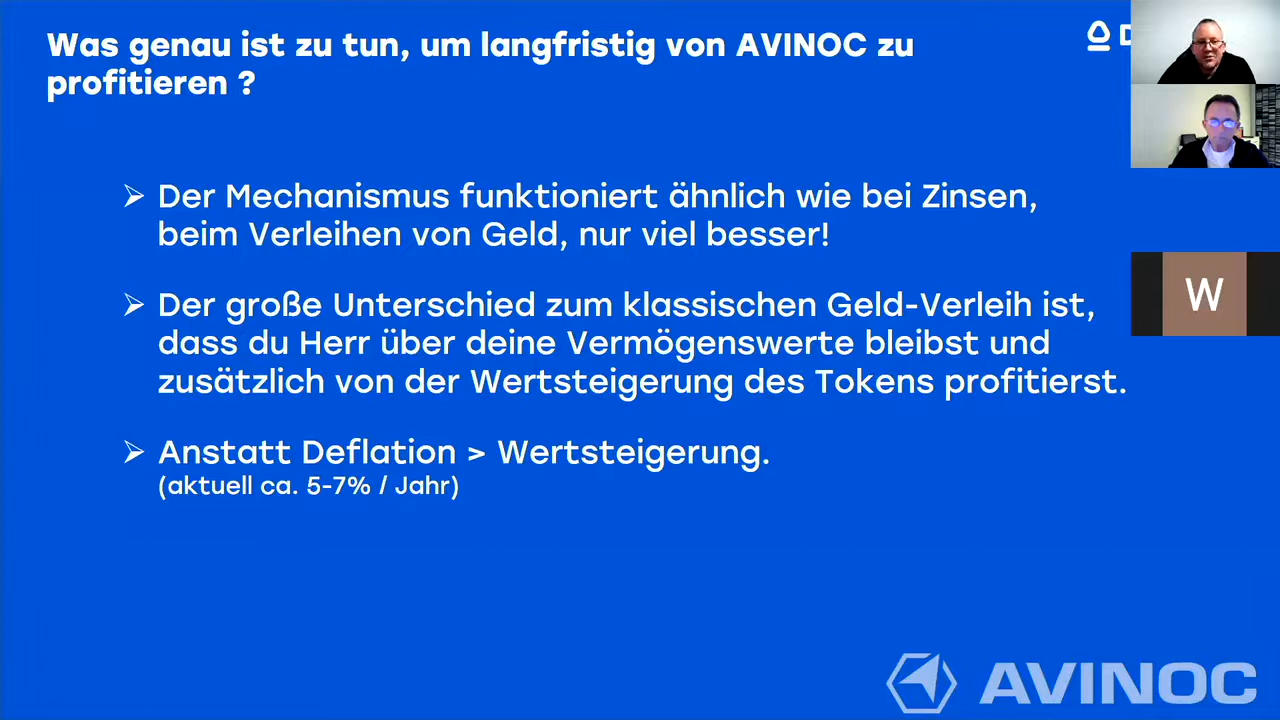 Was genau ist zu tun, um langfristig von AVINOC zu
profitieren ?
➢ Der Mechanismus funktioniert ähnlich wie bei Zinsen,
beim Verleihen von Geld, nur viel besser!
➢ Der große Unterschied zum klassischen Geld-Verleih ist,
dass du Herr über deine Vermögenswerte bleibst und
zusätzlich von der Wertsteigerung des Tokens profitierst.
➢ Anstatt Deflation > Wertsteigerung.
(aktuell ca. 5-7% / Jahr)
W
AVINOC